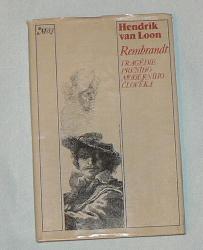 Hendrik
van Loon
Rembrandt
TRAGÉDIE
PRVNÍHO
MODERNÍHO
ČLOVĚKA